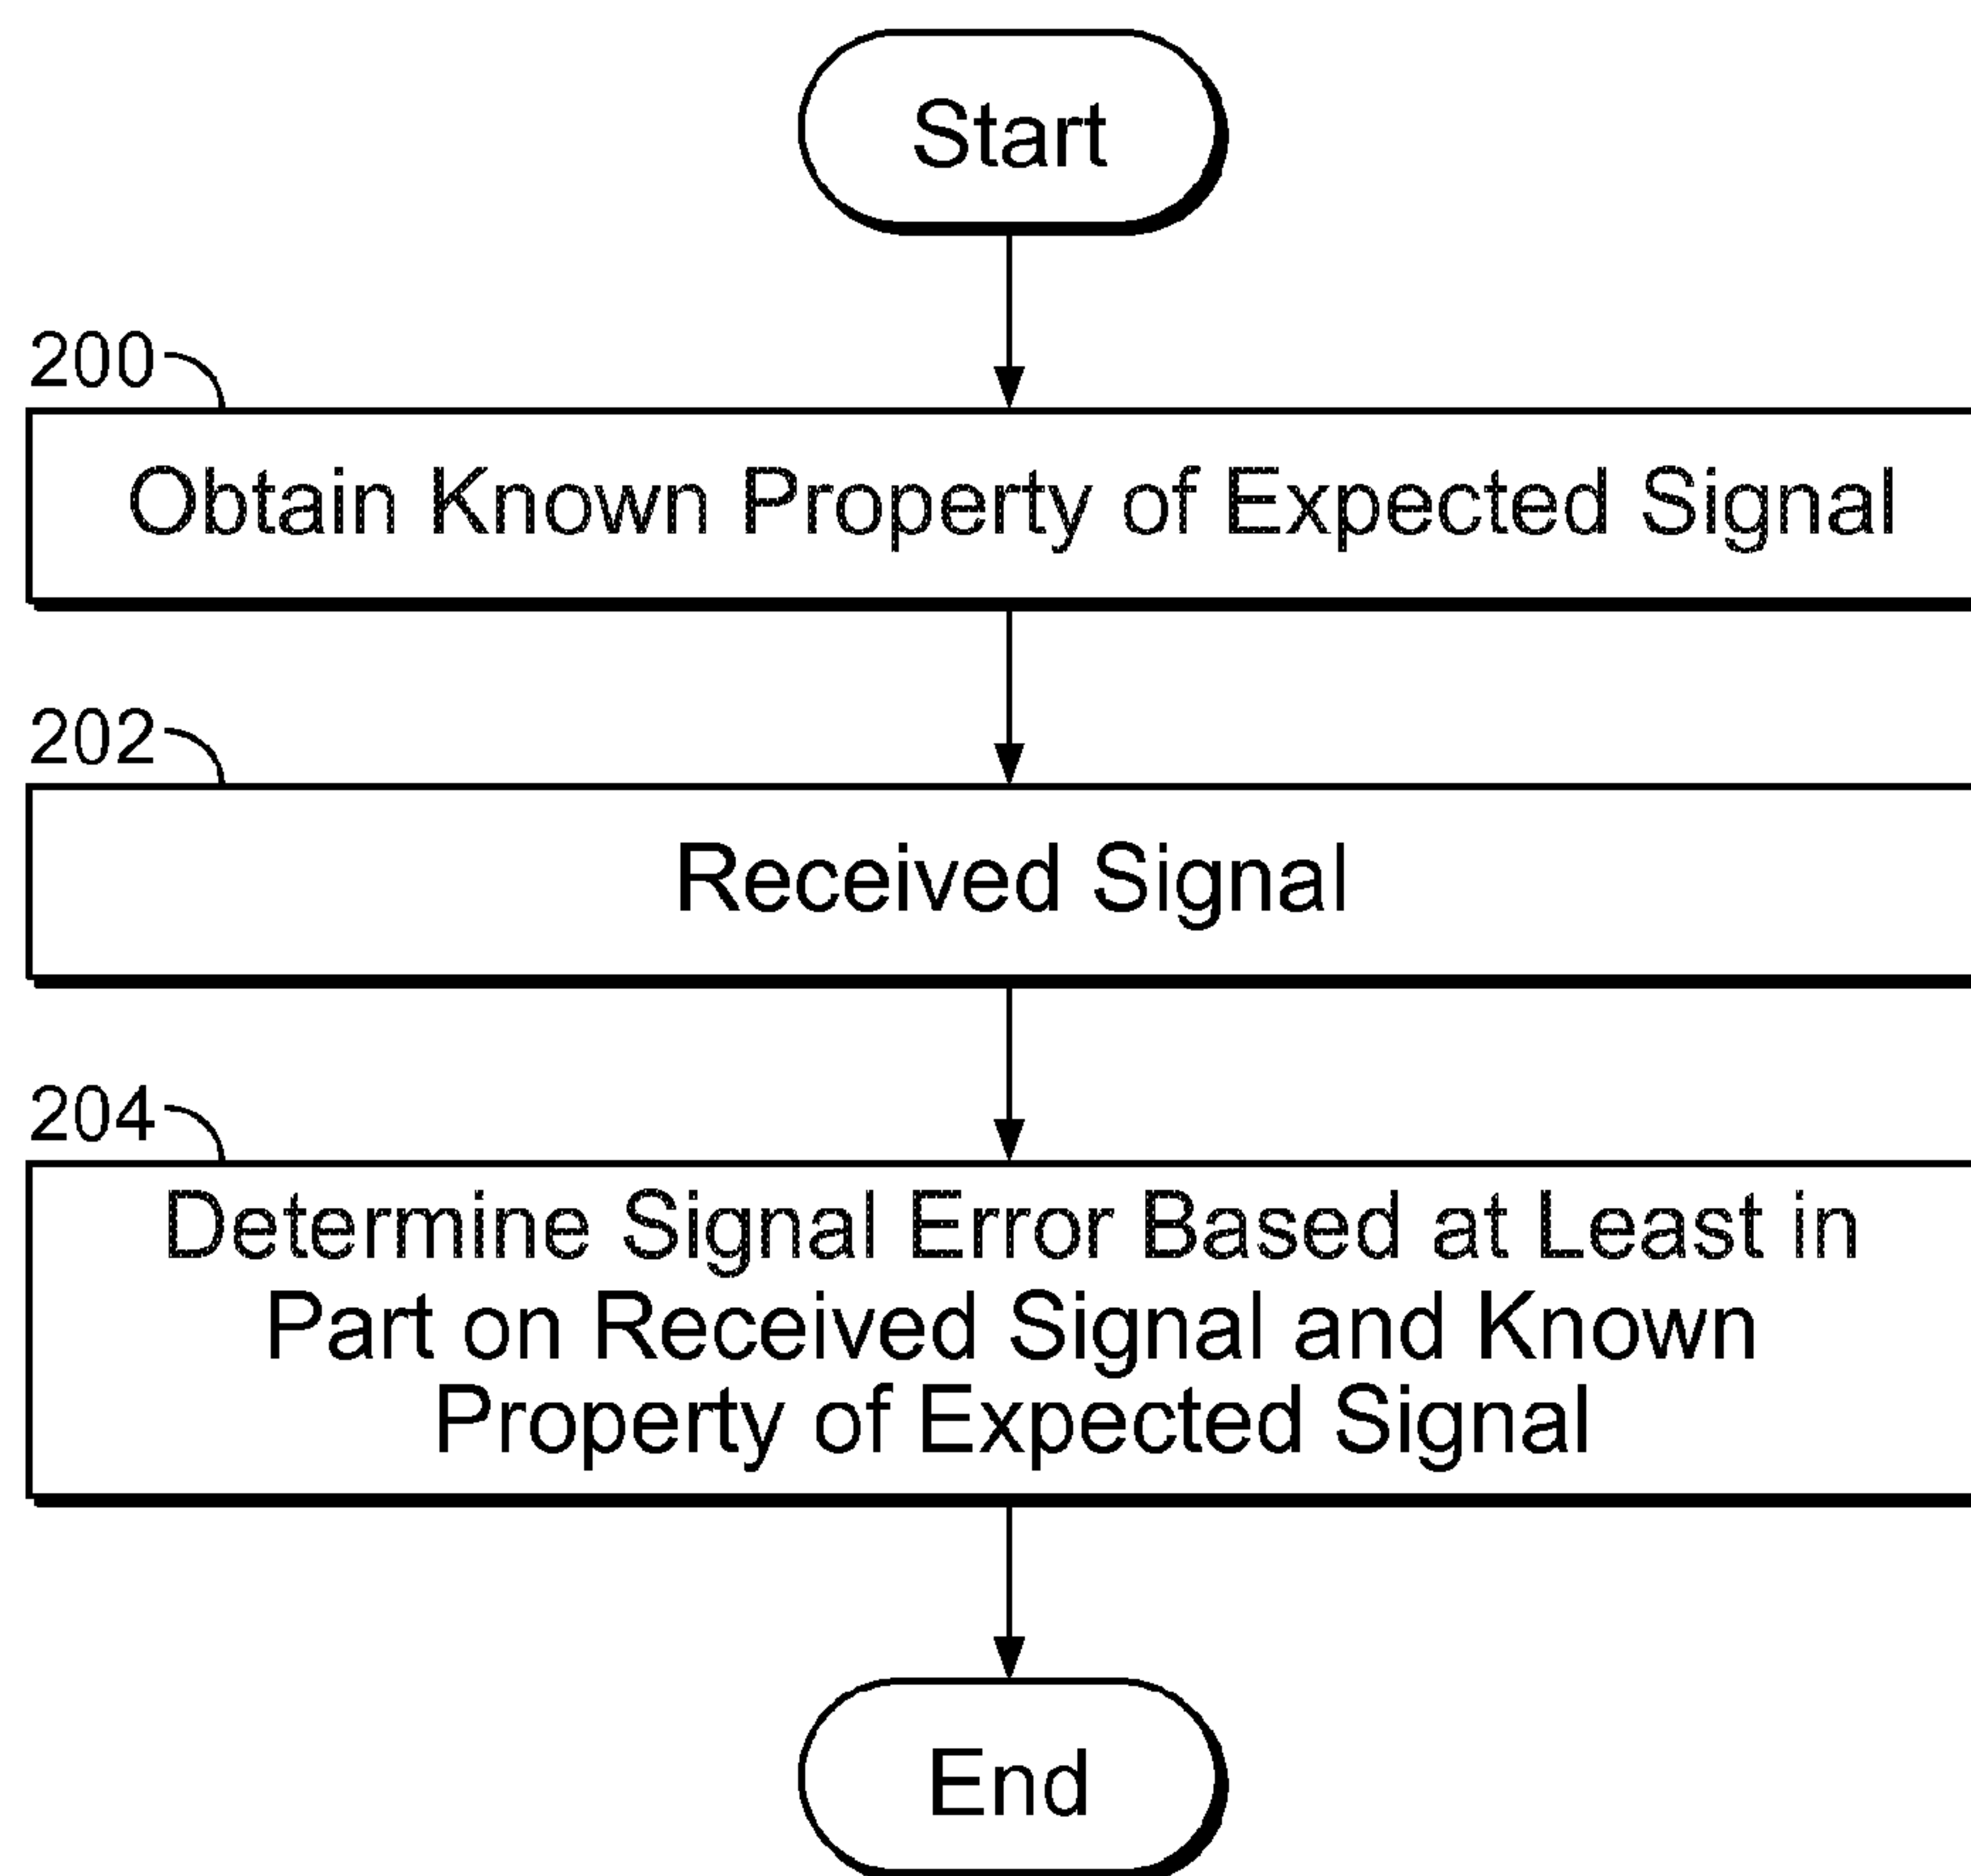 Start
200
Obtain Known Property of Expected Signal
202
Received Signal
204
Determine Signal Error Based at Least in
Part on Received Signal and Known
Property of Expected Signal
End